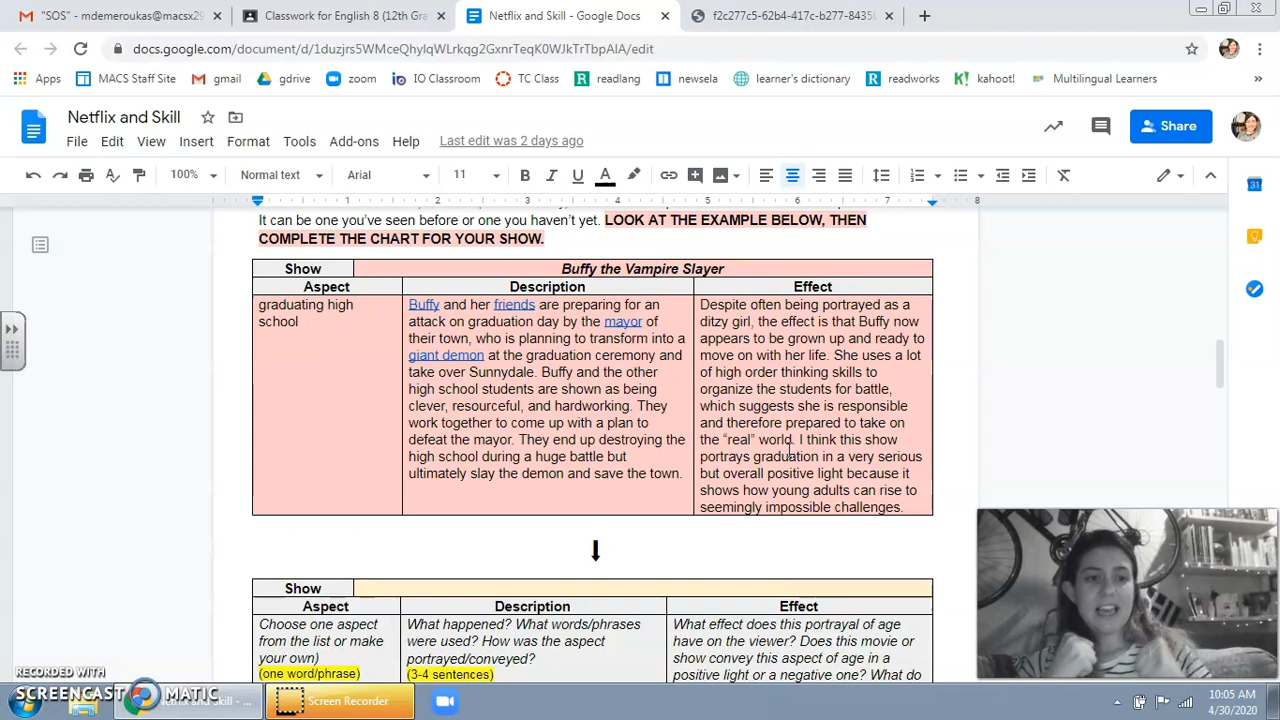 "SOS" - mdemeroukas@macsx2
Classwork for English 8 (12th Gra
Netflix and Skill - Google Docs
f2c277c5-62b4-417c-b277-8435
docs.google.com/document/d/1duzjrs5WMceQhylqWLrkqg2GxnrTeqK0WJkTrTbpAIA/edit
Apps
MACS Staff Site
gmail
gdrive
zoom
IO Classroom
TC Class
readlang
newsela
learner's_dictionary
readworks
kahoot!
Multilingual Learners
Netflix and Skill
File Edit View Insert Format Tools Add-ons Help Last edit was 2 days ago
Share
100% Normal text Arial 11
1 2 3 4 5 6 7 8
It can be one you've seen before or one you haven't yet. LOOK AT THE EXAMPLE BELOW, THEN
COMPLETE THE CHART FOR YOUR SHOW.
Show
Buffy the Vampire Slayer
Aspect
Description
Effect
graduating high
school
Buffy and her friends are preparing for an
attack on graduation day by the mayor of
their town, who is planning to transform into a
giant demon at the graduation ceremony and
take over Sunnydale. Buffy and the other
high school students are shown as being
clever, resourceful, and hardworking. They
work together to come up with a plan to
defeat the mayor. They end up destroying the
high school during a huge battle but
ultimately slay the demon and save the town.
Despite often being portrayed as a
ditzy girl, the effect is that Buffy now
appears to be grown up and ready to
move on with her life. She uses a lot
of high order thinking skills to
organize the students for battle,
which suggests she is responsible
and therefore prepared to take on
the "real" world. I think this show
portrays graduation in a very serious
but overall positive light because it
shows how young adults can rise to
seemingly impossible challenges.
Show
Aspect
Description
Effect
Choose one aspect
from the list or make
your own)
(one word/phrase)
What happened? What words/phrases
were used? How was the aspect
portrayed/conveyed?
(3-4 sentences)
What effect does this portrayal of age
have on the viewer? Does this movie or
show convey this aspect of age in a
positive light or a negative one? What do
RECORDED WITH
SCREENCAST MATIC
Netflix and Skill - ...
Screen Recorder
10:05 AM
4/30/2020